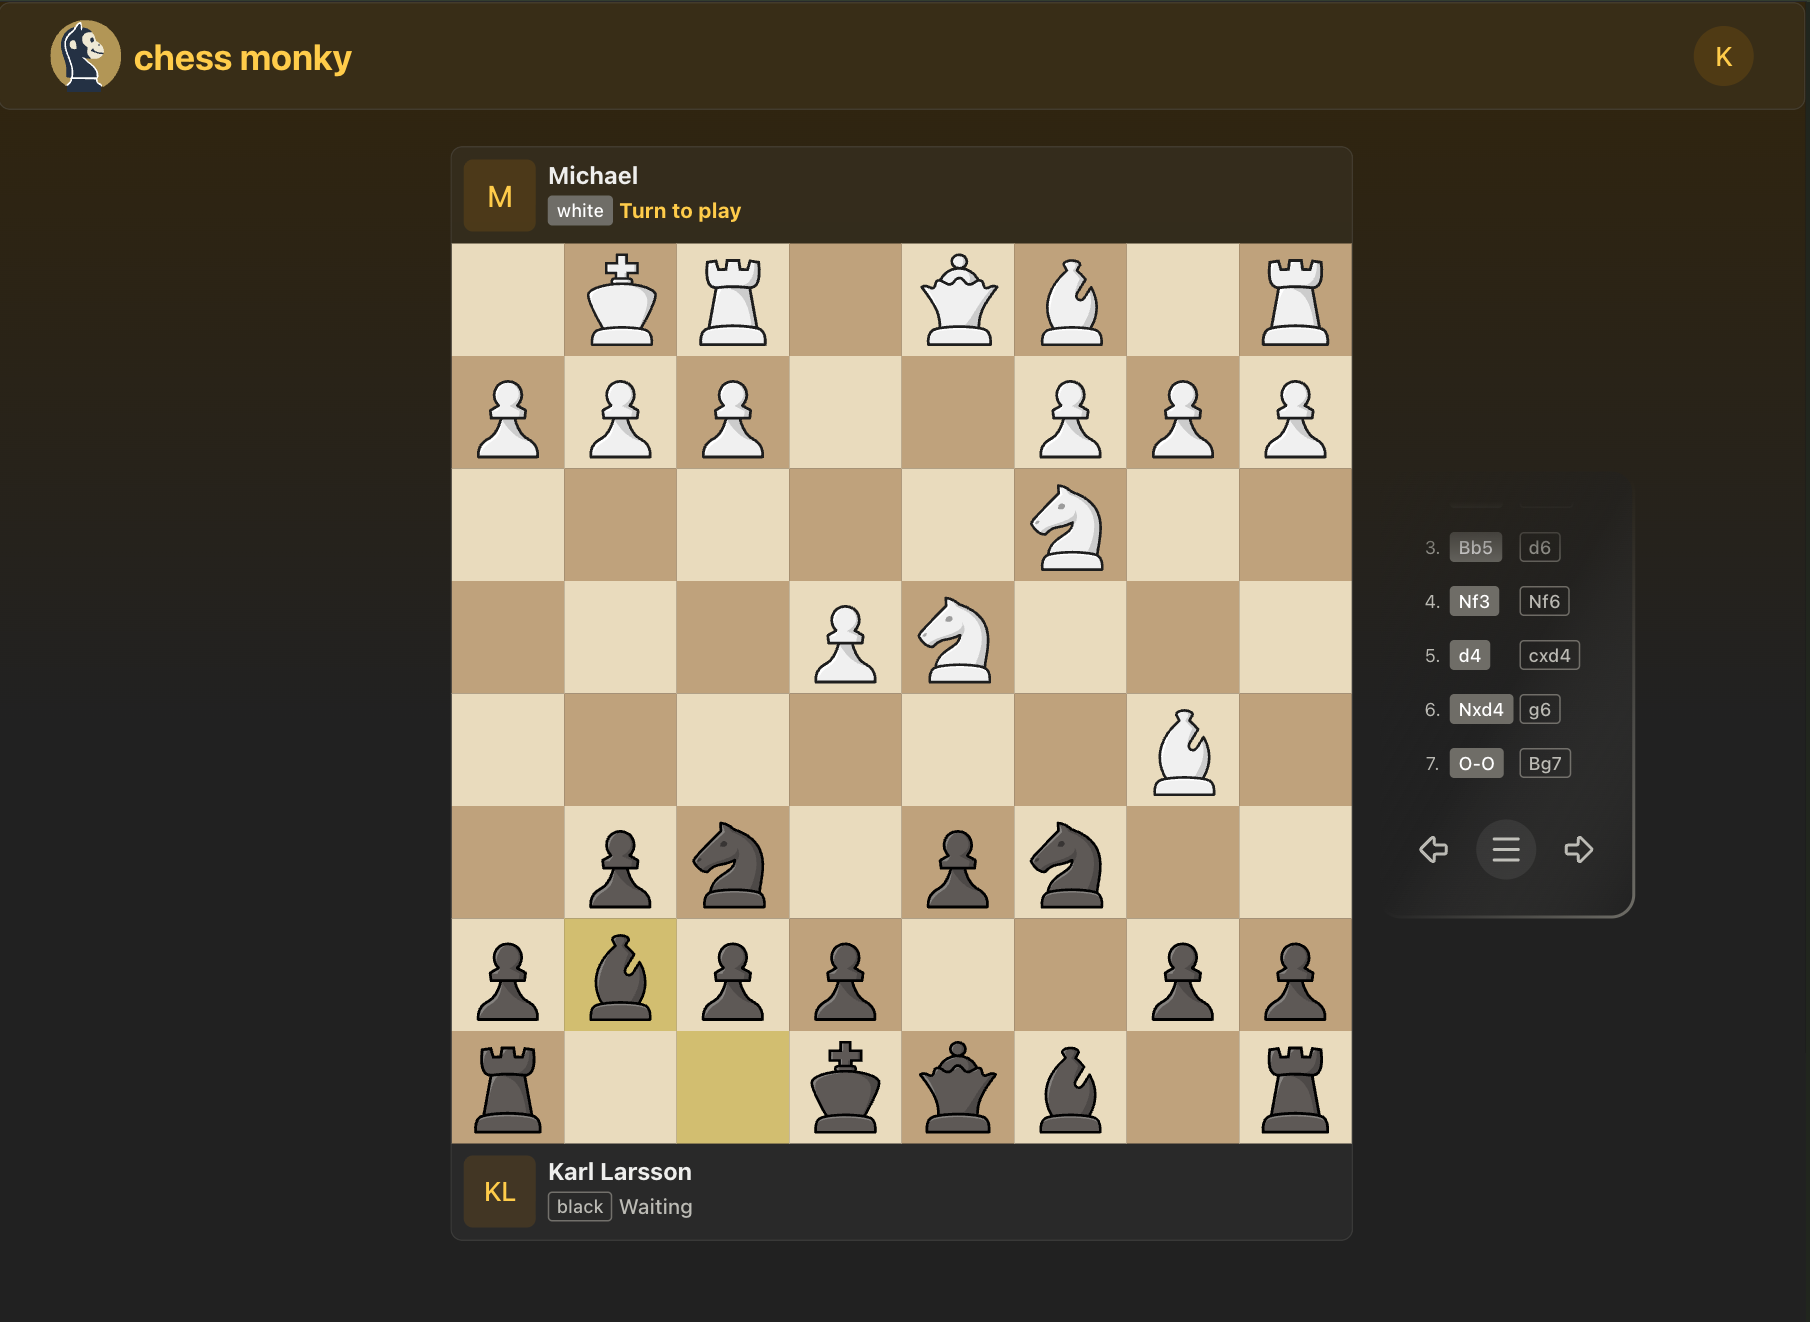 chess monky
K
M
Michael
white Turn to play
3. Bb5 d6
4. Nf3 Nf6
5. d4 cxd4
6. Nxd4 g6
7. O-O Bg7
KL
Karl Larsson
black Waiting